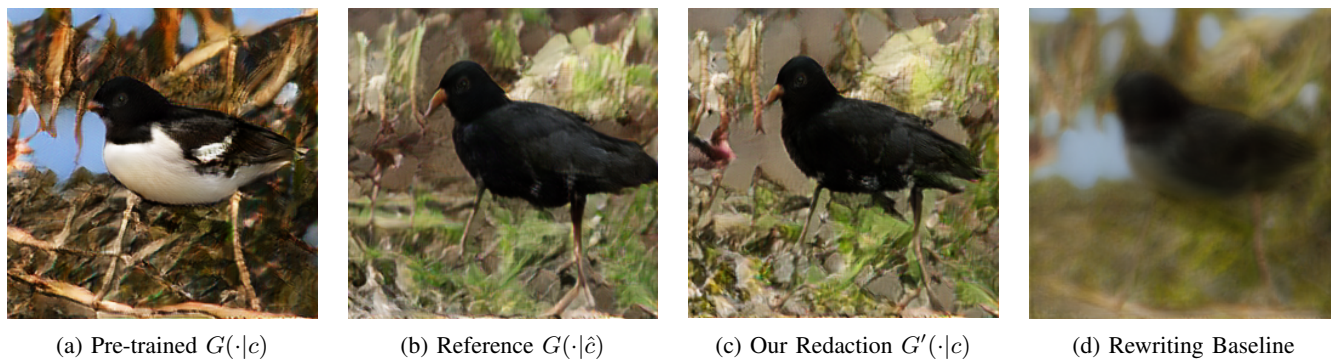 (a) Pre-trained G(·|c)
(b) Reference G(·|ĉ)
(c) Our Redaction G′(·|c)
(d) Rewriting Baseline